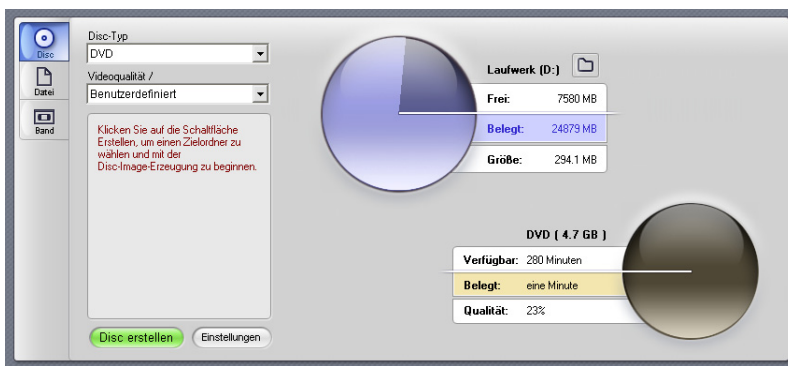 Disc
Datei
Band
Disc-Typ
DVD
Videoqualität /
Benutzerdefiniert
Klicken Sie auf die Schaltfläche
Erstellen, um einen Zielordner zu
wählen und mit der
Disc-Image-Erzeugung zu beginnen.
Disc erstellen
Einstellungen
Laufwerk (D:)
Frei: 7580 MB
Belegt: 24879 MB
Größe: 294.1 MB
DVD ( 4.7 GB )
Verfügbar: 280 Minuten
Belegt: eine Minute
Qualität: 23%